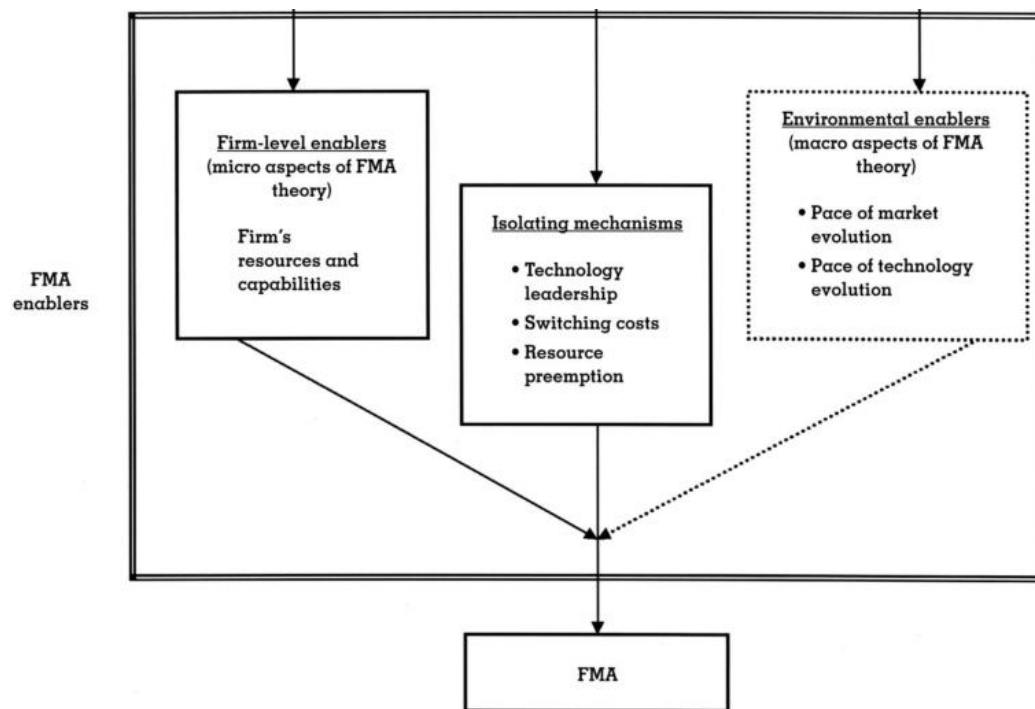 FMA
enablers
Firm-level enablers
(micro aspects of FMA
theory)
Firm's
resources and
capabilities
Isolating mechanisms
• Technology
leadership
• Switching costs
• Resource
preemption
Environmental enablers
(macro aspects of FMA
theory)
• Pace of market
evolution
• Pace of technology
evolution
FMA